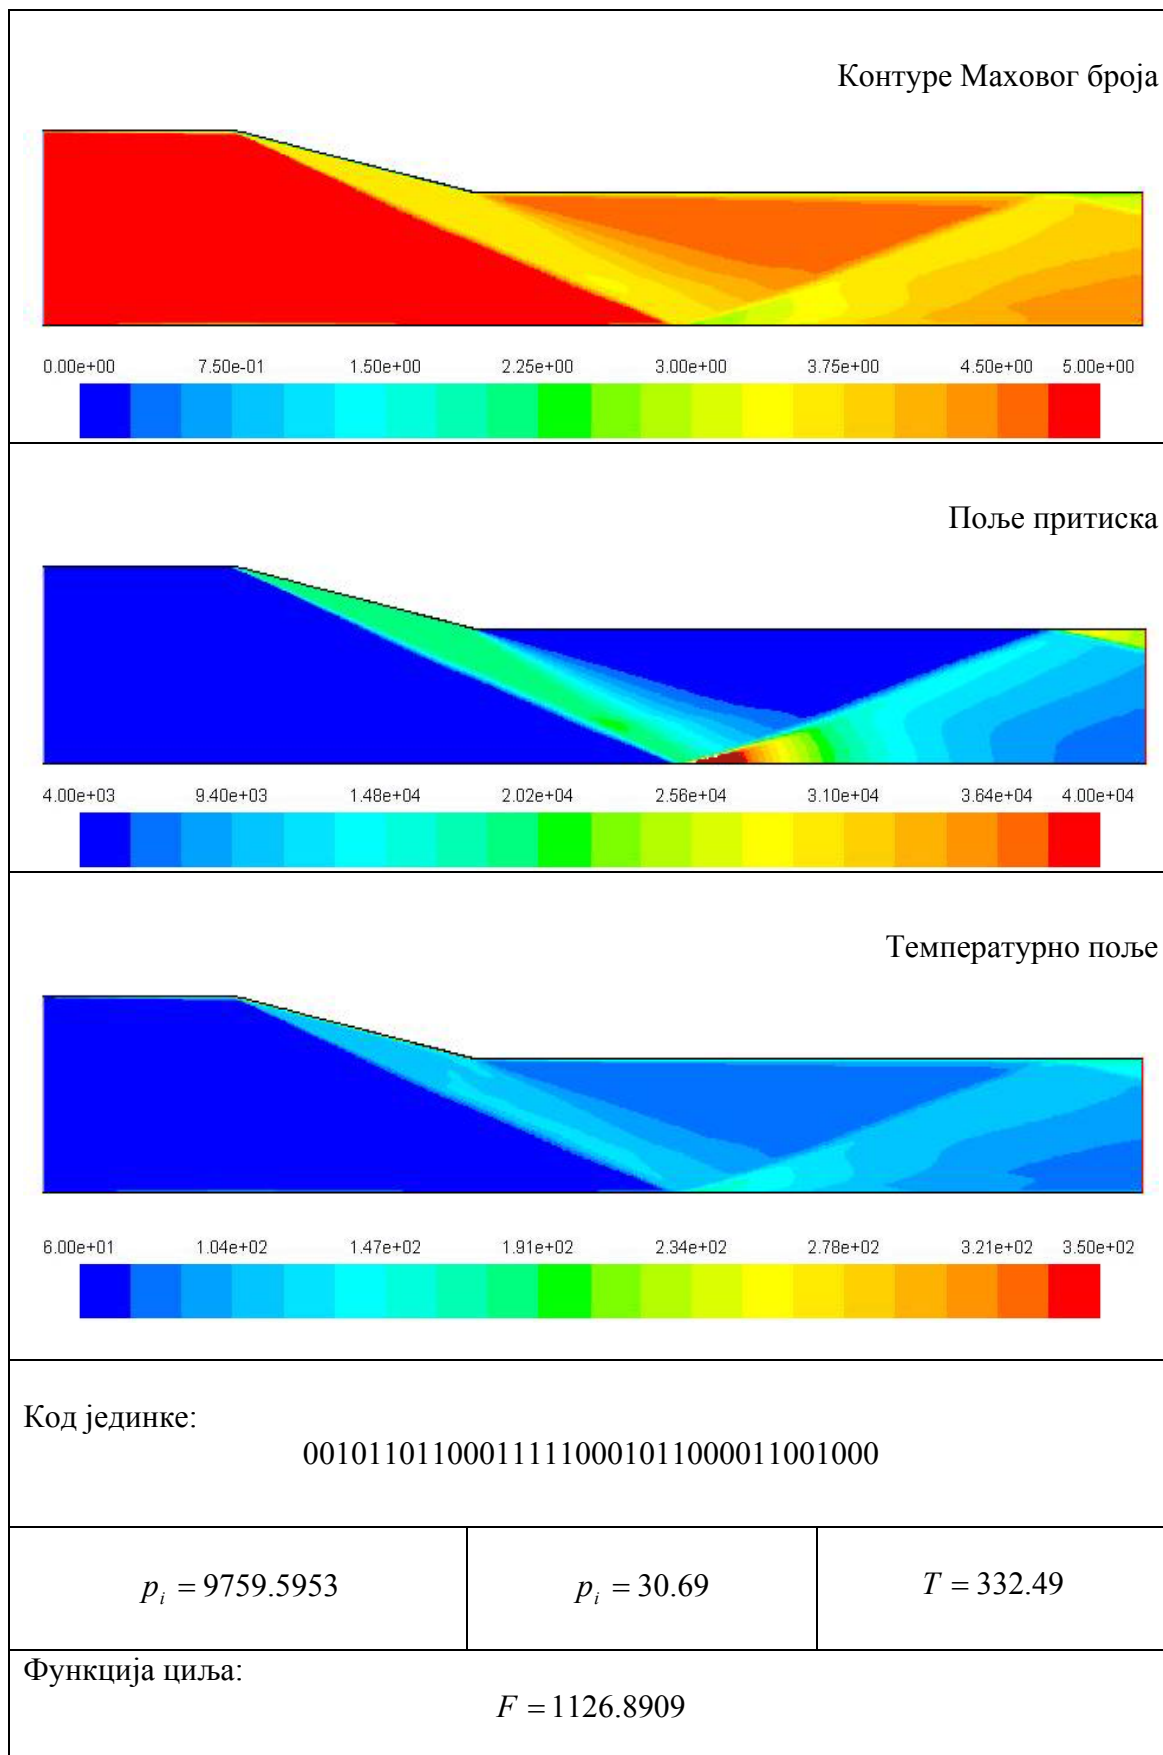 Контуре Маховог броја
0.00e+00 7.50e-01 1.50e+00 2.25e+00 3.00e+00 3.75e+00 4.50e+00 5.00e+00
Поље притиска
4.00e+03 9.40e+03 1.48e+04 2.02e+04 2.56e+04 3.10e+04 3.64e+04 4.00e+04
Температурно поље
6.00e+01 1.04e+02 1.47e+02 1.91e+02 2.34e+02 2.78e+02 3.21e+02 3.50e+02
Код јединке:
00101101100011111000101100001100­1000
p_i = 9759.5953 p_i = 30.69 T = 332.49
Функција циља:
F = 1126.8909